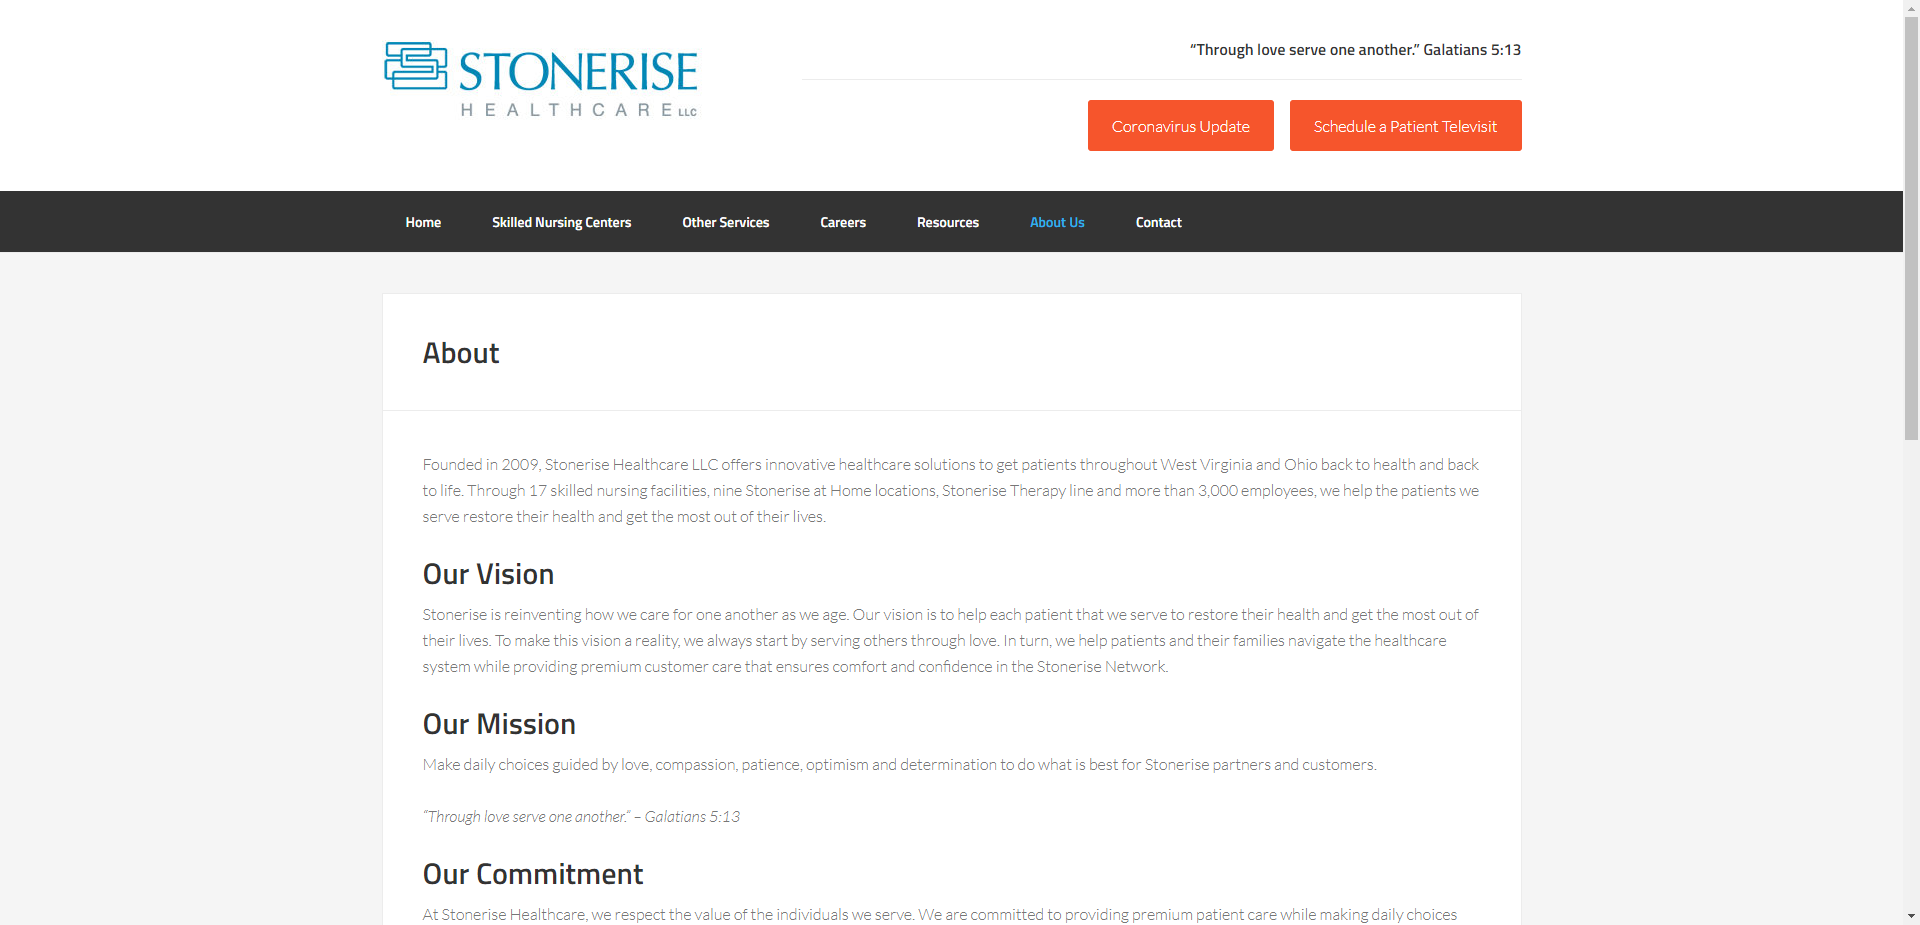 STONERISE
HEALTHCARE LLC
“Through love serve one another.” Galatians 5:13
Coronavirus Update
Schedule a Patient Televisit
Home
Skilled Nursing Centers
Other Services
Careers
Resources
About Us
Contact
About
Founded in 2009, Stonerise Healthcare LLC offers innovative healthcare solutions to get patients throughout West Virginia and Ohio back to health and back
to life. Through 17 skilled nursing facilities, nine Stonerise at Home locations, Stonerise Therapy line and more than 3,000 employees, we help the patients we
serve restore their health and get the most out of their lives.
Our Vision
Stonerise is reinventing how we care for one another as we age. Our vision is to help each patient that we serve to restore their health and get the most out of
their lives. To make this vision a reality, we always start by serving others through love. In turn, we help patients and their families navigate the healthcare
system while providing premium customer care that ensures comfort and confidence in the Stonerise Network.
Our Mission
Make daily choices guided by love, compassion, patience, optimism and determination to do what is best for Stonerise partners and customers.
“Through love serve one another.” – Galatians 5:13
Our Commitment
At Stonerise Healthcare, we respect the value of the individuals we serve. We are committed to providing premium patient care while making daily choices